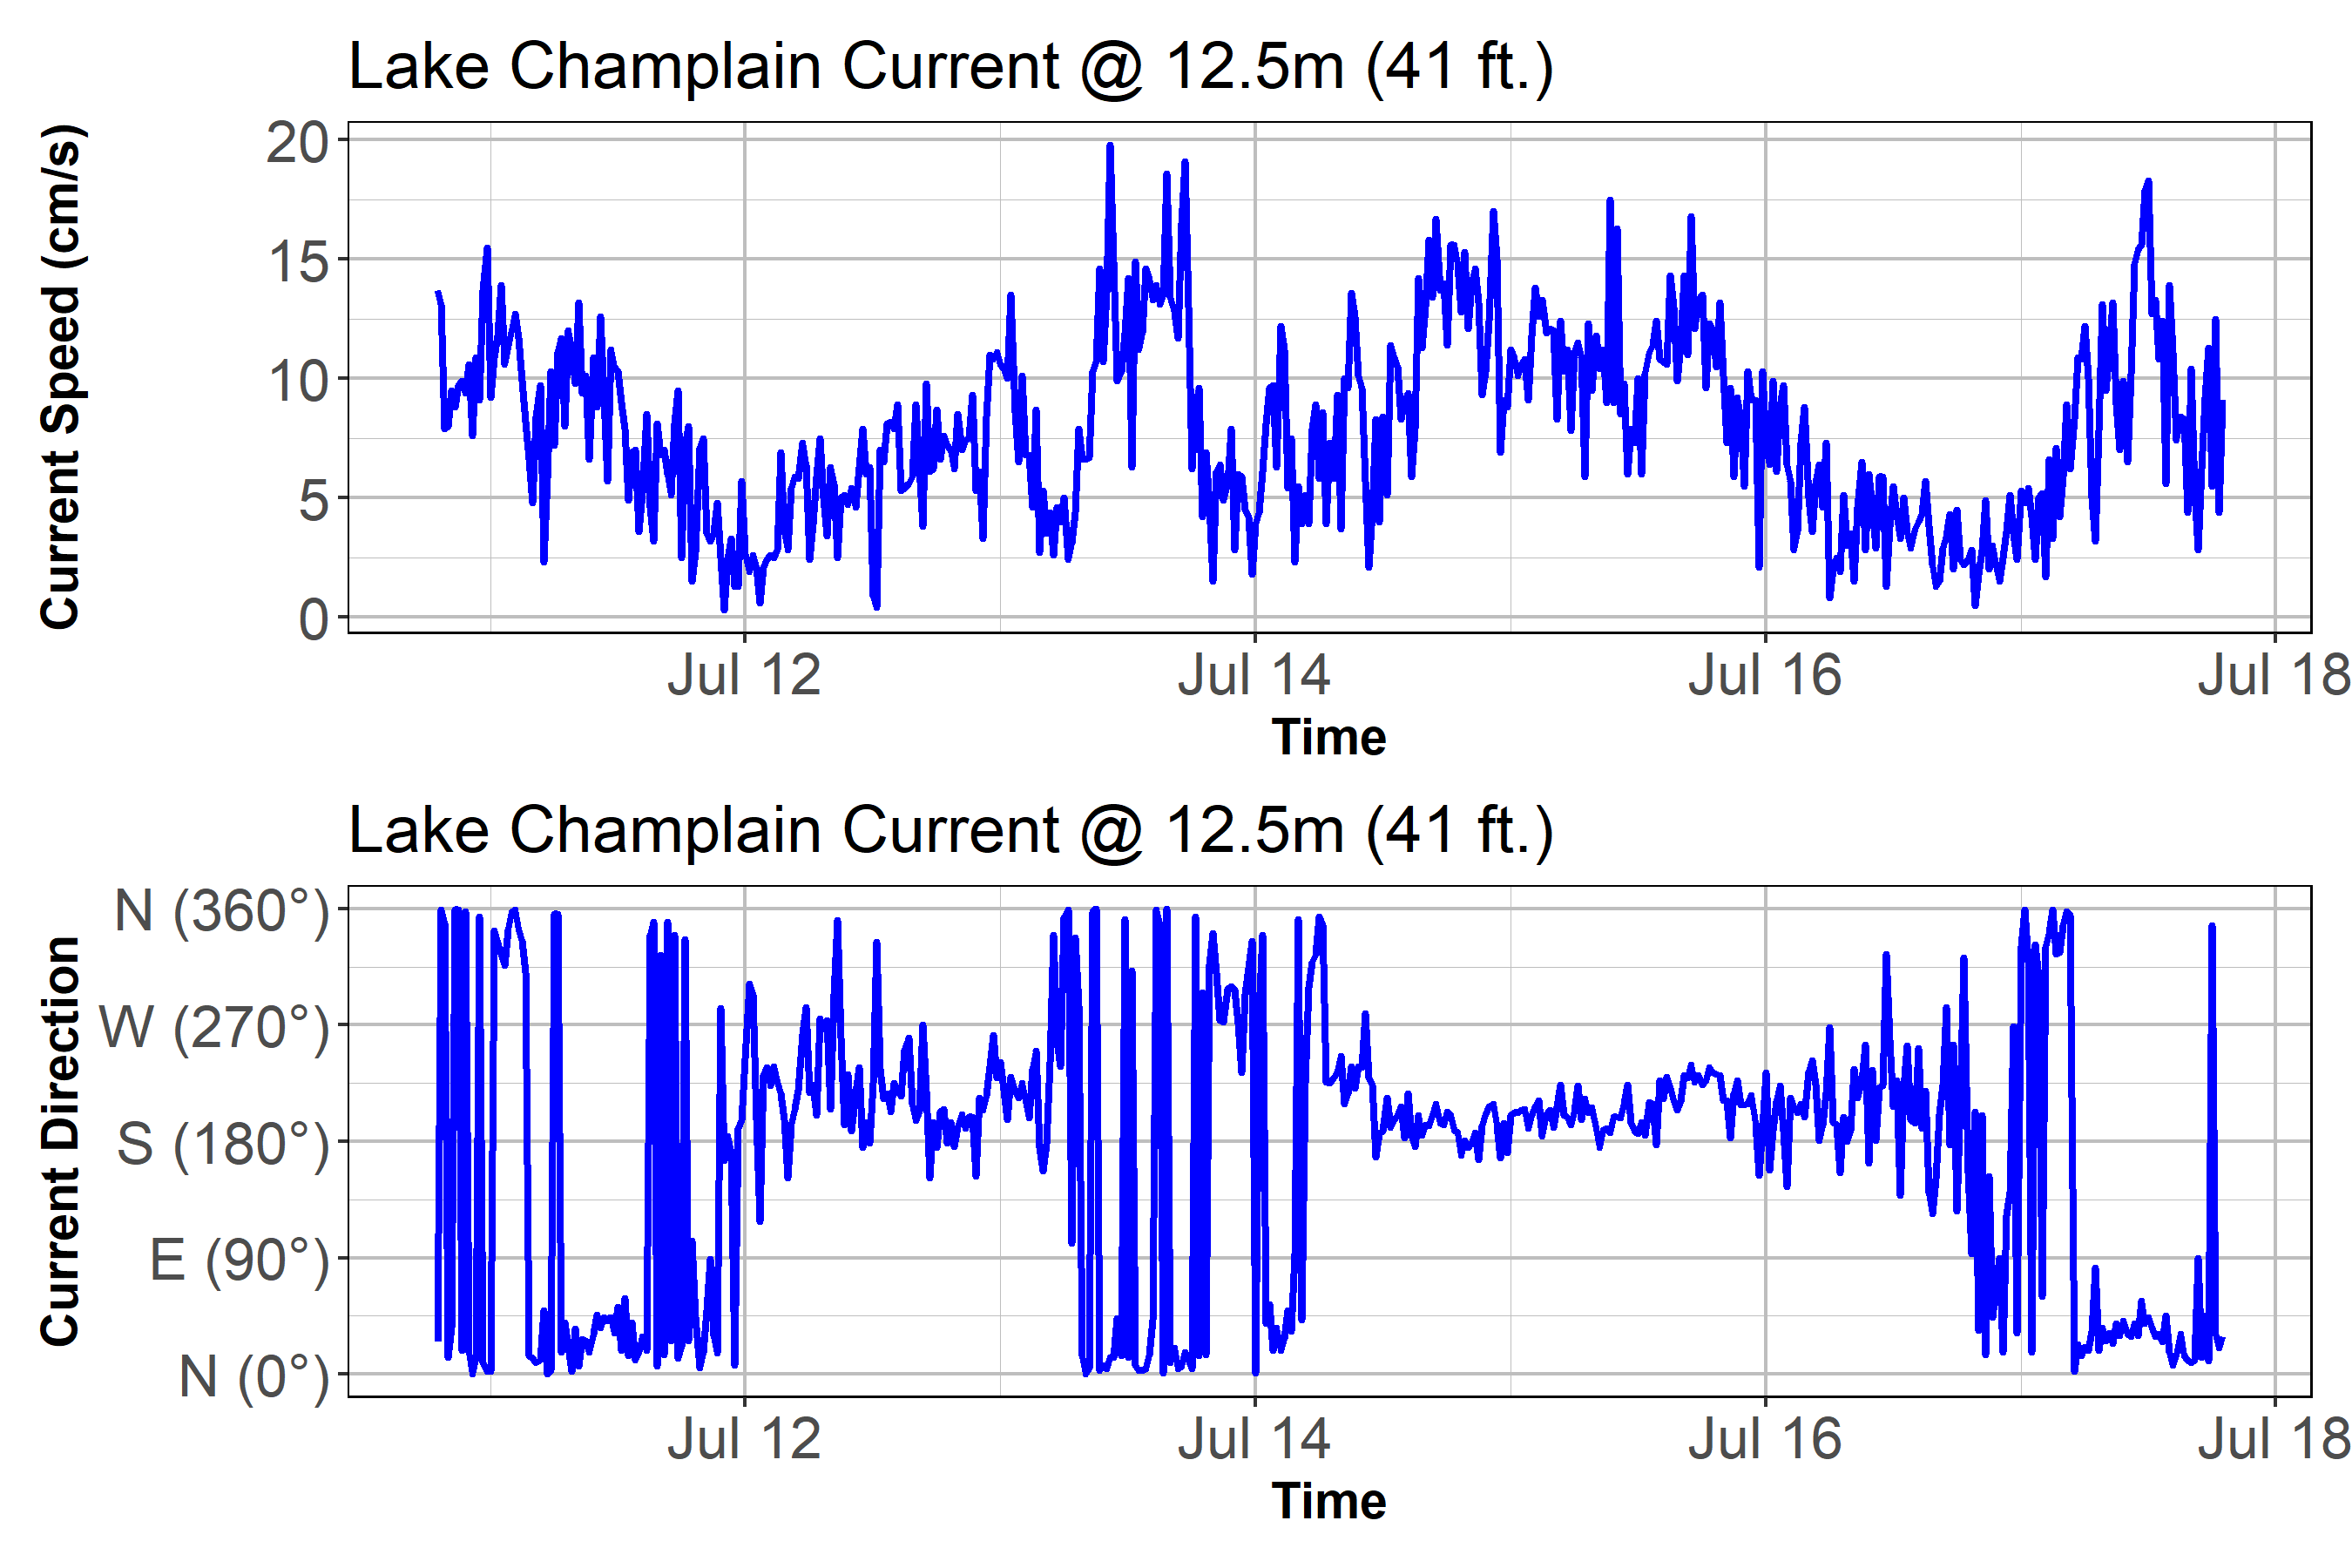 Lake Champlain Current @ 12.5m (41 ft.)
Current Speed (cm/s)
20
15
10
5
0
Jul 12 Jul 14 Jul 16 Jul 18
Time
Lake Champlain Current @ 12.5m (41 ft.)
Current Direction
N (360°)
W (270°)
S (180°)
E (90°)
N (0°)
Jul 12 Jul 14 Jul 16 Jul 18
Time